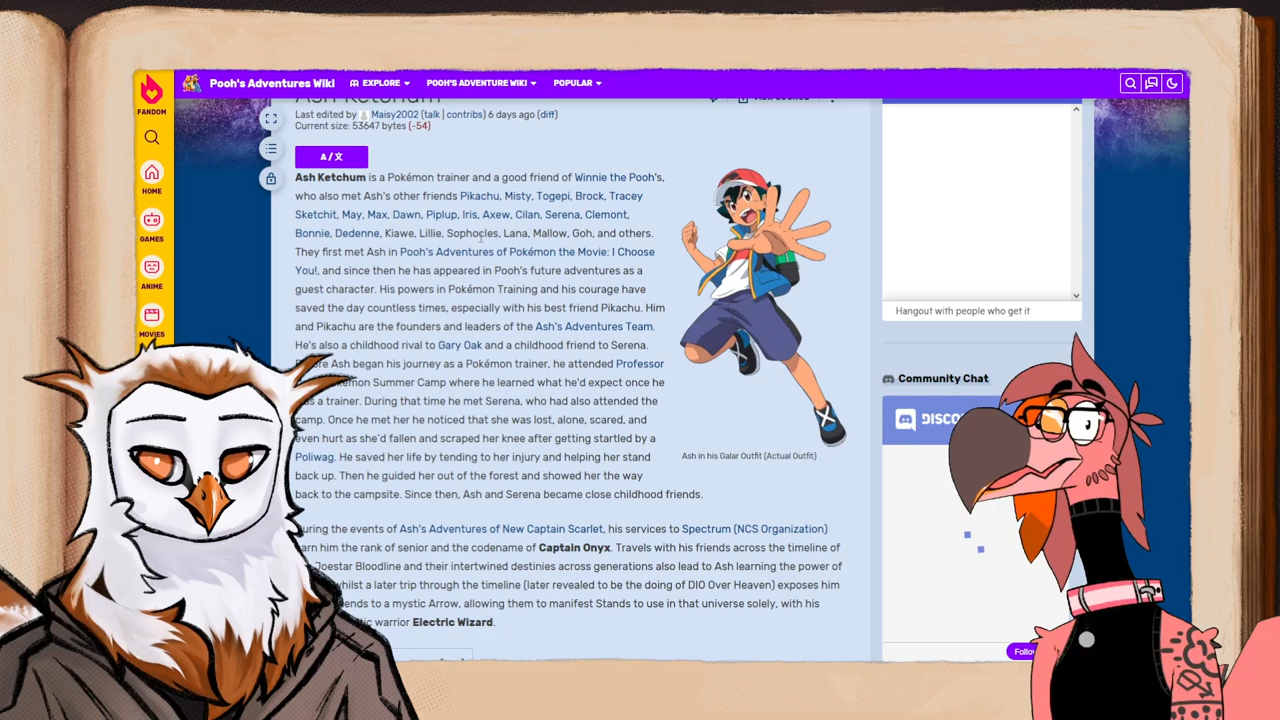 Pooh's Adventures Wiki
EXPLORE
POOH'S ADVENTURE WIKI
POPULAR
FANDOM
HOME
GAMES
ANIME
MOVIES
Ash Ketchum
Last edited by Maisy2002 (talk | contribs) 6 days ago (diff)
Current size: 53647 bytes (-54)
A / 文
Ash Ketchum is a Pokémon trainer and a good friend of Winnie the Pooh's,
who also met Ash's other friends Pikachu, Misty, Togepi, Brock, Tracey
Sketchit, May, Max, Dawn, Piplup, Iris, Axew, Cilan, Serena, Clemont,
Bonnie, Dedenne, Kiawe, Lillie, Sophocles, Lana, Mallow, Goh, and others.
They first met Ash in Pooh's Adventures of Pokémon the Movie: I Choose
You!, and since then he has appeared in Pooh's future adventures as a
guest character. His powers in Pokémon Training and his courage have
saved the day countless times, especially with his best friend Pikachu. Him
and Pikachu are the founders and leaders of the Ash's Adventures Team.
He's also a childhood rival to Gary Oak and a childhood friend to Serena.
Ash began his journey as a Pokémon trainer, he attended Professor
Pokémon Summer Camp where he learned what he'd expect once he
a trainer. During that time he met Serena, who had also attended the
camp. Once he met her he noticed that she was lost, alone, scared, and
even hurt as she'd fallen and scraped her knee after getting startled by a
Poliwag. He saved her life by tending to her injury and helping her stand
back up. Then he guided her out of the forest and showed her the way
back to the campsite. Since then, Ash and Serena became close childhood friends.
During the events of Ash's Adventures of New Captain Scarlet, his services to Spectrum (NCS Organization)
earn him the rank of senior and the codename of Captain Onyx. Travels with his friends across the timeline of
Joestar Bloodline and their intertwined destinies across generations also lead to Ash learning the power of
whilst a later trip through the timeline (later revealed to be the doing of DIO Over Heaven) exposes him
to a mystic Arrow, allowing them to manifest Stands to use in that universe solely, with his
warrior Electric Wizard.
Ash in his Galar Outfit (Actual Outfit)
Hangout with people who get it
Community Chat